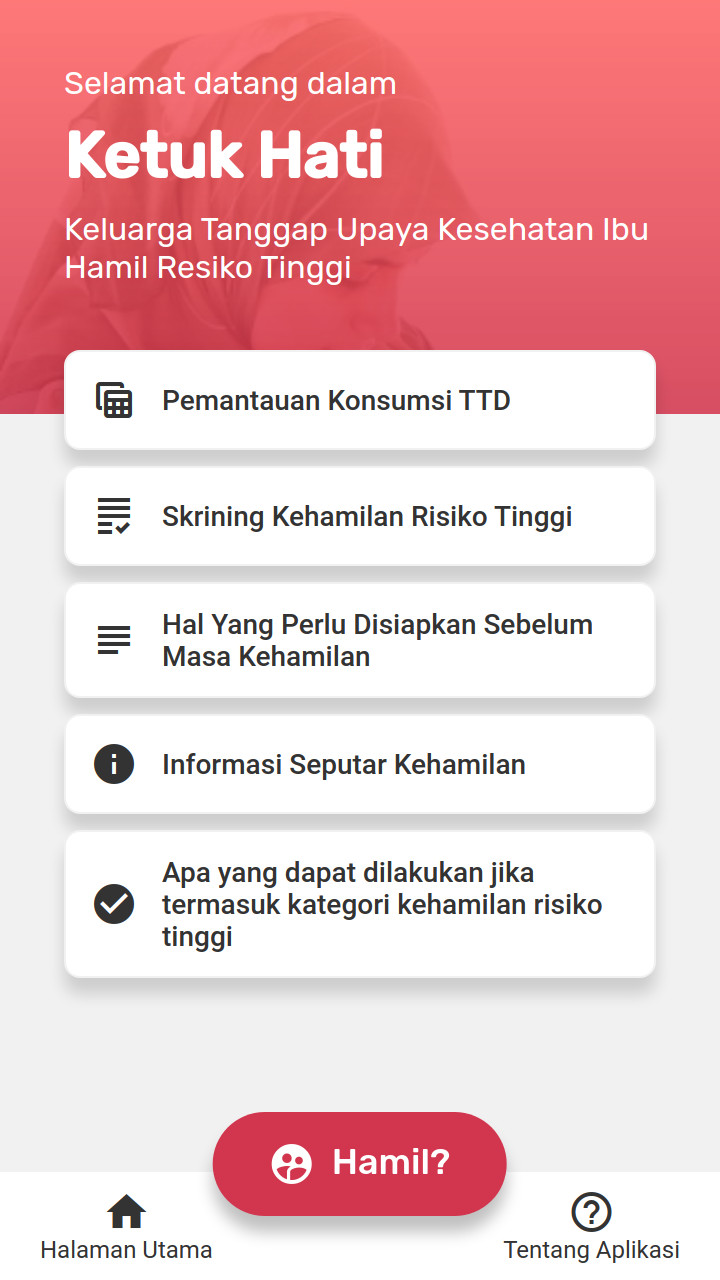 Selamat datang dalam
Ketuk Hati
Keluarga Tanggap Upaya Kesehatan Ibu
Hamil Resiko Tinggi
Pemantauan Konsumsi TTD
Skrining Kehamilan Risiko Tinggi
Hal Yang Perlu Disiapkan Sebelum
Masa Kehamilan
Informasi Seputar Kehamilan
Apa yang dapat dilakukan jika
termasuk kategori kehamilan risiko
tinggi
Hamil?
Halaman Utama
Tentang Aplikasi